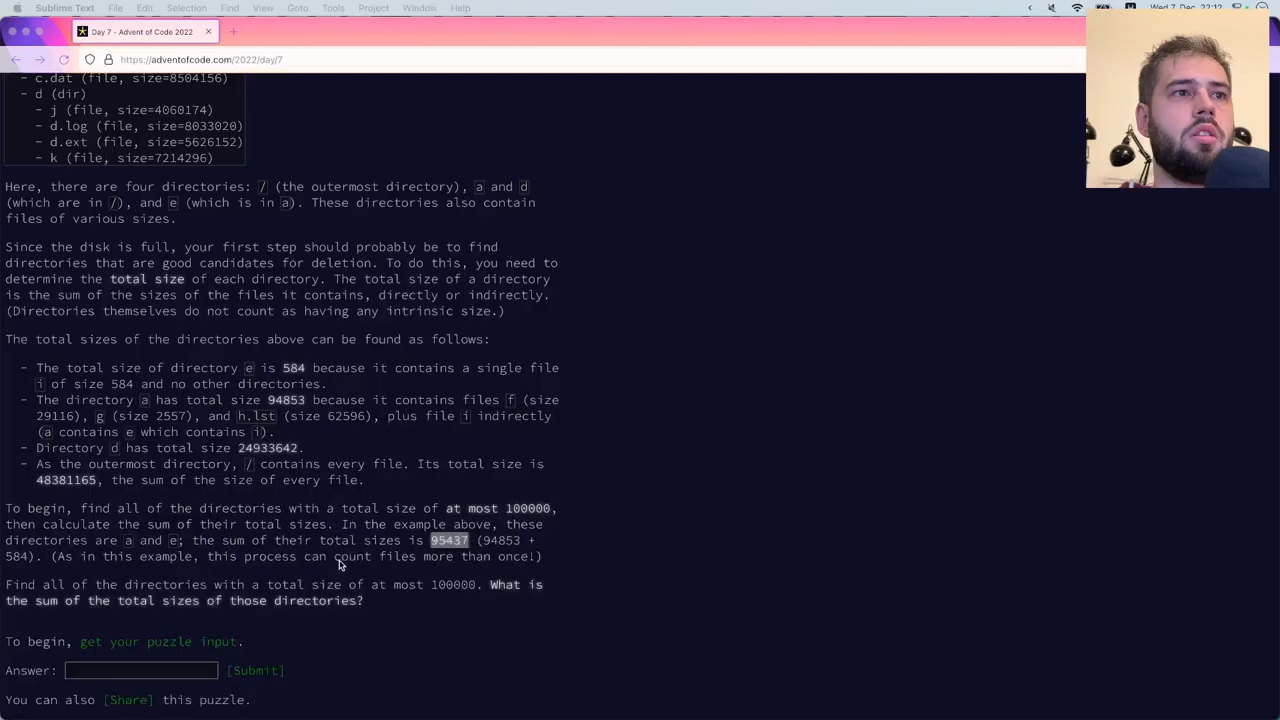 Sublime Text File Edit Selection Find View Goto Tools Project Window Help Wed 7. Dec. 22:12
Day 7 - Advent of Code 2022
https://adventofcode.com/2022/day/7
- c.dat (file, size=8504156)
- d (dir)
- j (file, size=4060174)
- d.log (file, size=8033020)
- d.ext (file, size=5626152)
- k (file, size=7214296)
Here, there are four directories: / (the outermost directory), a and d
(which are in /), and e (which is in a). These directories also contain
files of various sizes.
Since the disk is full, your first step should probably be to find
directories that are good candidates for deletion. To do this, you need to
determine the total size of each directory. The total size of a directory
is the sum of the sizes of the files it contains, directly or indirectly.
(Directories themselves do not count as having any intrinsic size.)
The total sizes of the directories above can be found as follows:
- The total size of directory e is 584 because it contains a single file
i of size 584 and no other directories.
- The directory a has total size 94853 because it contains files f (size
29116), g (size 2557), and h.lst (size 62596), plus file i indirectly
(a contains e which contains i).
- Directory d has total size 24933642.
- As the outermost directory, / contains every file. Its total size is
48381165, the sum of the size of every file.
To begin, find all of the directories with a total size of at most 100000,
then calculate the sum of their total sizes. In the example above, these
directories are a and e; the sum of their total sizes is 95437 (94853 +
584). (As in this example, this process can count files more than once!)
Find all of the directories with a total size of at most 100000. What is
the sum of the total sizes of those directories?
To begin, get your puzzle input.
Answer: [Submit]
You can also [Share] this puzzle.